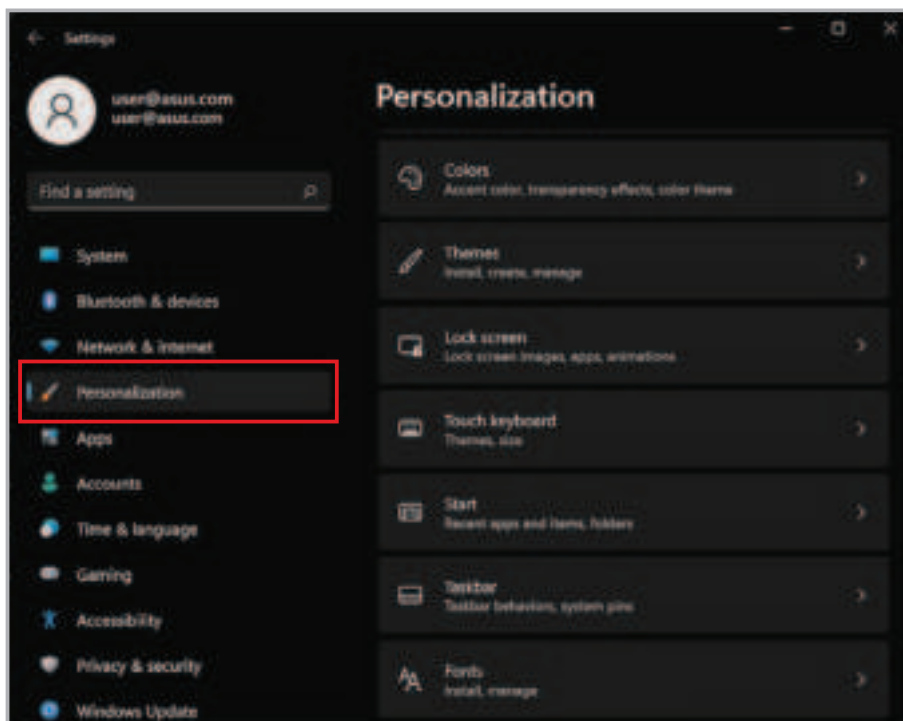 Settings
user@asus.com
user@asus.com
Find a setting
System
Bluetooth & devices
Network & internet
Personalization
Apps
Accounts
Time & language
Gaming
Accessibility
Privacy & security
Windows Update
Personalization
Colors
Accent color, transparency effects, color theme
Themes
Install, create, manage
Lock screen
Lock screen images, apps, animations
Touch keyboard
Themes, size
Start
Recent apps and items, folders
Taskbar
Taskbar behaviors, system pins
Fonts
Install, manage